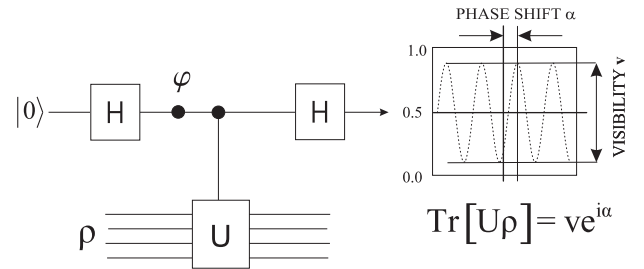 PHASE SHIFT α
1.0
φ
|0⟩
H
H
0.5
VISIBILITY v
0.0
ρ
U
Tr[Uρ] = ve^{iα}